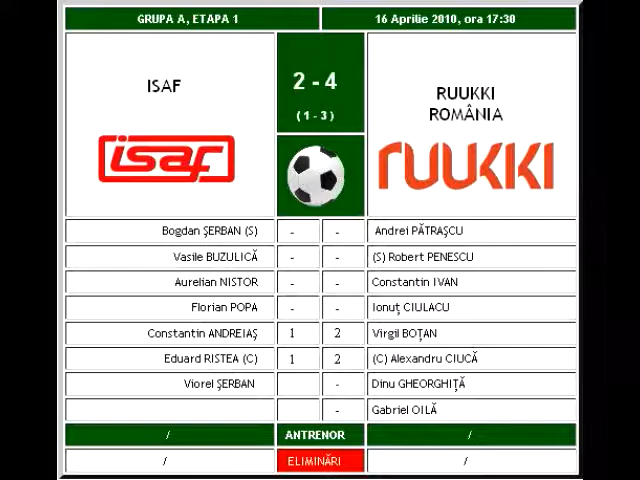 GRUPA A, ETAPA 1
16 Aprilie 2010, ora 17:30
ISAF
2 - 4
RUUKKI
ROMÂNIA
( 1 - 3 )
isaf
RUUKKI
Bogdan ŞERBAN (S) - - Andrei PĂTRAŞCU
Vasile BUZULICĂ - - (S) Robert PENESCU
Aurelian NISTOR - - Constantin IVAN
Florian POPA - - Ionuţ CIULACU
Constantin ANDREIAŞ 1 2 Virgil BOŢAN
Eduard RISTEA (C) 1 2 (C) Alexandru CIUCĂ
Viorel ŞERBAN - Dinu GHEORGHIŢĂ
- Gabriel OILĂ
/ ANTRENOR /
/ ELIMINĂRI /